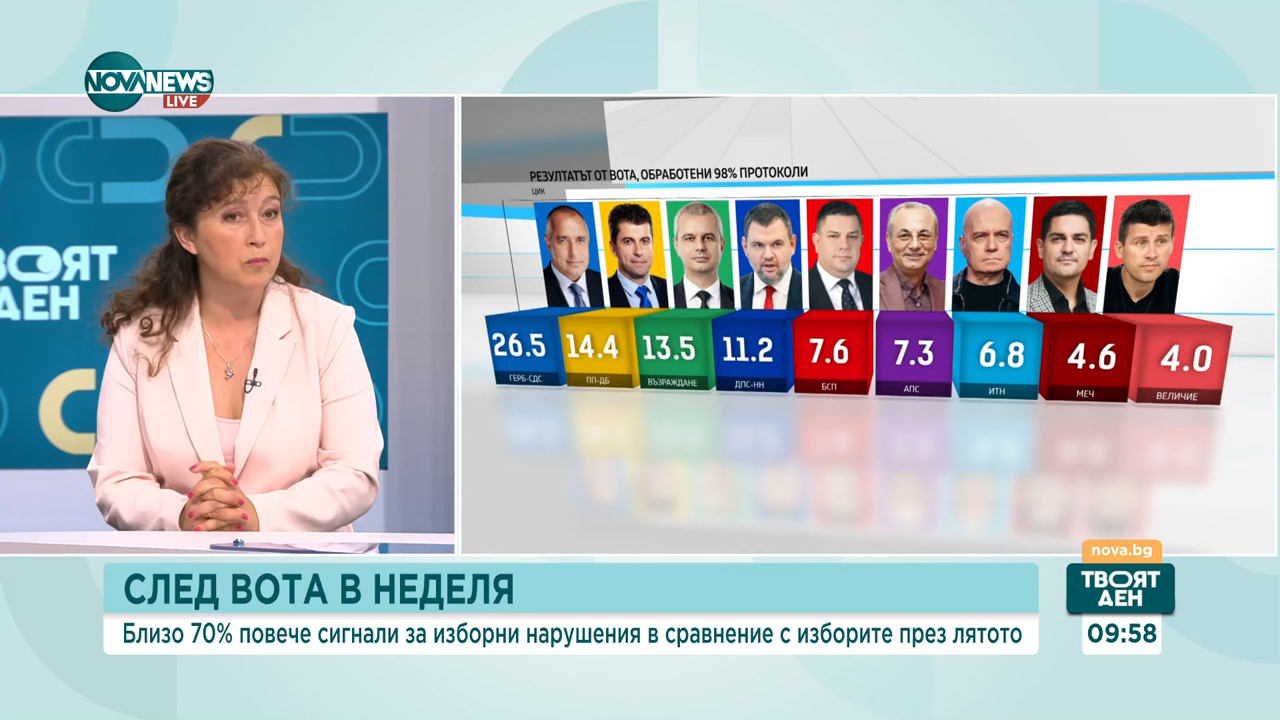 NOVANEWS
LIVE
ВОЯТ
ДЕН
РЕЗУЛТАТЪТ ОТ ВОТА, ОБРАБОТЕНИ 98% ПРОТОКОЛИ
ЦИК
26.5 14.4 13.5 11.2 7.6 7.3 6.8 4.6 4.0
ГЕРБ-СДС ПП-ДБ ВЪЗРАЖДАНЕ ДПС-НН БСП АПС ИТН МЕЧ ВЕЛИЧИЕ
nova.bg
ТВОЯТ
ДЕН
09:58
СЛЕД ВОТА В НЕДЕЛЯ
Близо 70% повече сигнали за изборни нарушения в сравнение с изборите през лятото